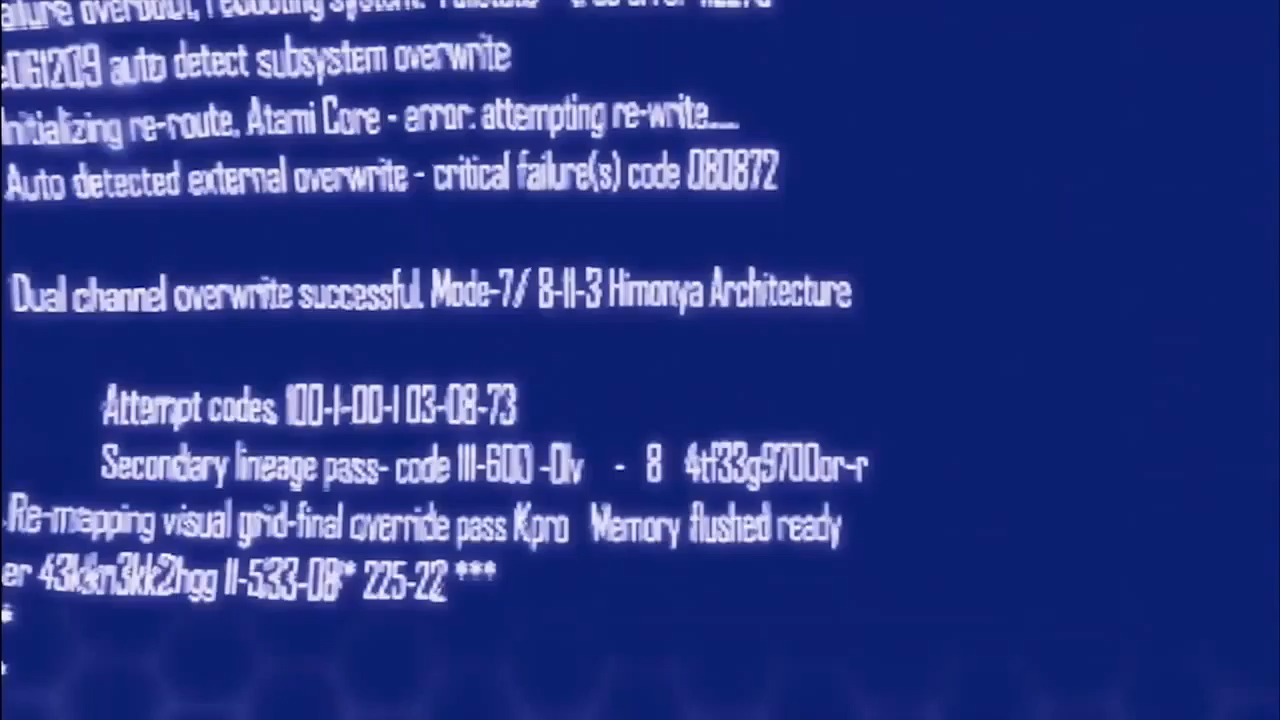 auto detect subsystem overwrite
Initializing re-route, Atami Core - error: attempting re-write.....
Auto detected external overwrite - critical failure(s) code 080872
Dual channel overwrite successful. Mode-7/ 8-11-3 Himonya Architecture
Attempt codes 100-1-00-1 03-08-73
Secondary lineage pass- code III-600 -0lv - 8 4tf33g9700or-r
Re-mapping visual grid-final override pass Kpro Memory flushed ready
er 11-533-08* 225-22 ***
*
*